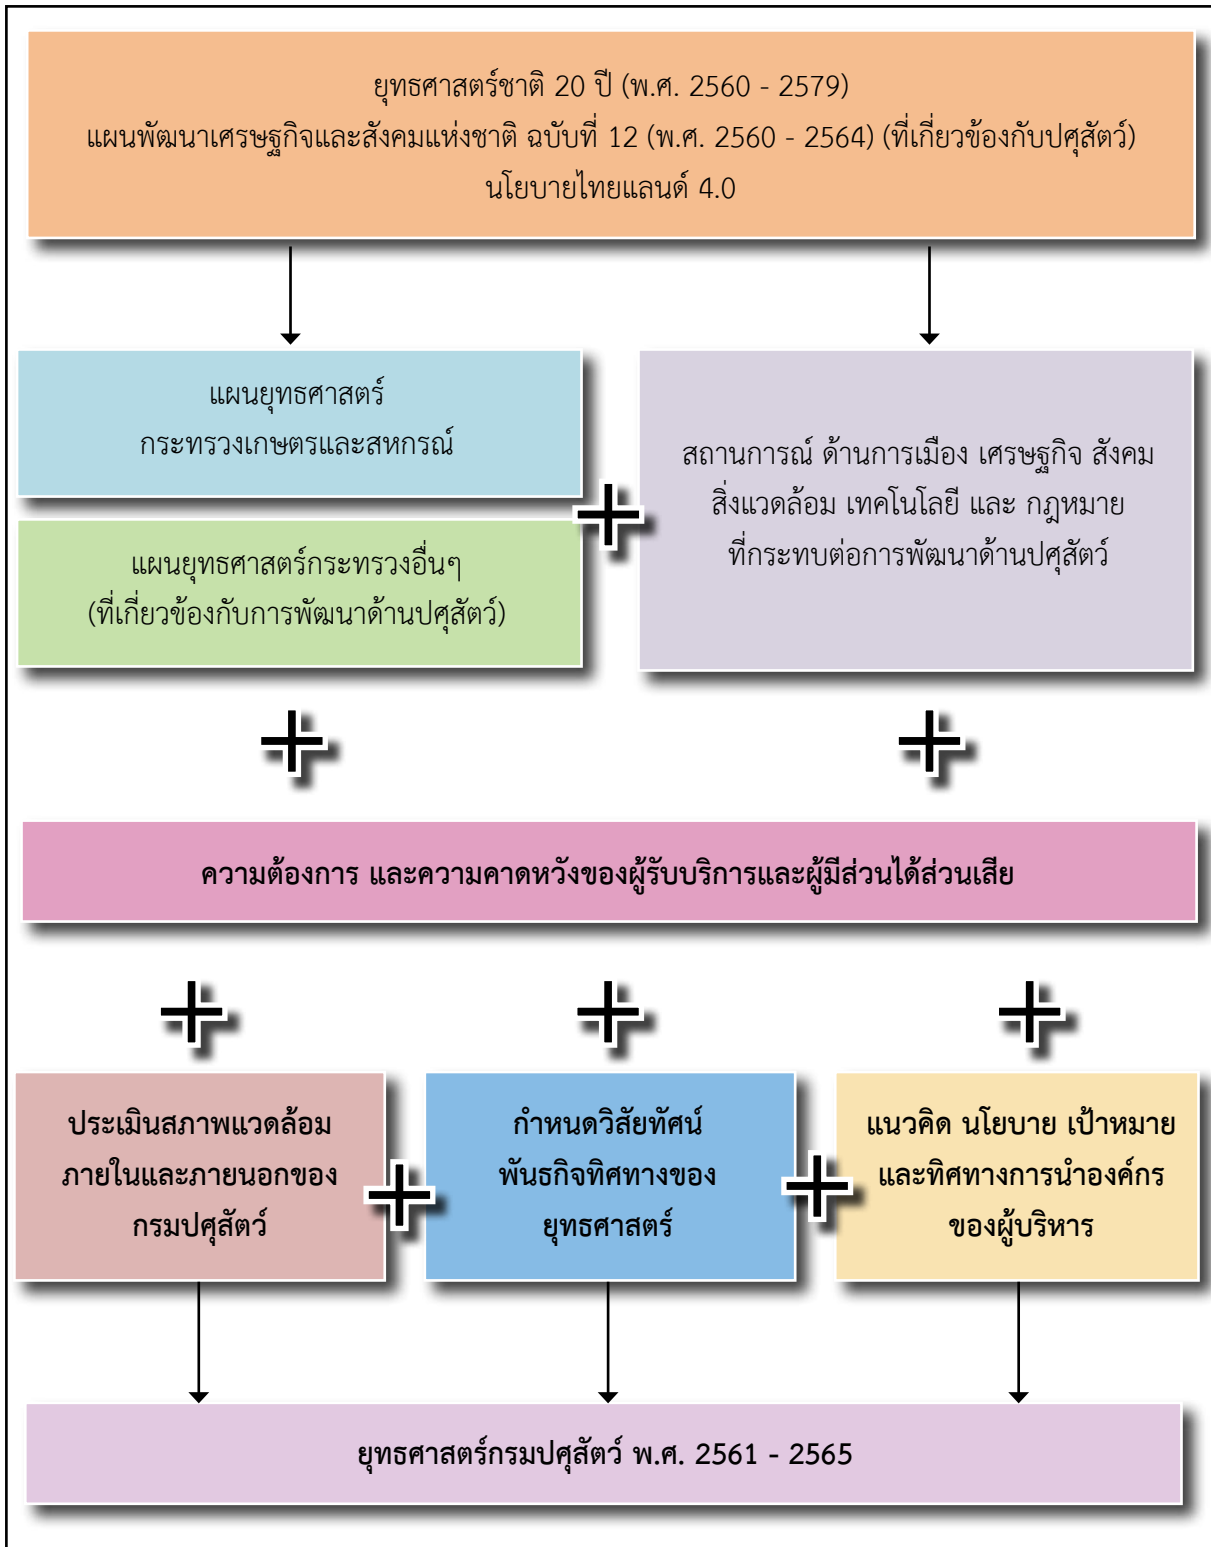 ยุทธศาสตร์ชาติ 20 ปี (พ.ศ. 2560 - 2579)
แผนพัฒนาเศรษฐกิจและสังคมแห่งชาติ ฉบับที่ 12 (พ.ศ. 2560 - 2564) (ที่เกี่ยวข้องกับปศุสัตว์)
นโยบายไทยแลนด์ 4.0
แผนยุทธศาสตร์
กระทรวงเกษตรและสหกรณ์
แผนยุทธศาสตร์กระทรวงอื่นๆ
(ที่เกี่ยวข้องกับการพัฒนาด้านปศุสัตว์)
สถานการณ์ ด้านการเมือง เศรษฐกิจ สังคม
สิ่งแวดล้อม เทคโนโลยี และ กฎหมาย
ที่กระทบต่อการพัฒนาด้านปศุสัตว์
ความต้องการ และความคาดหวังของผู้รับบริการและผู้มีส่วนได้ส่วนเสีย
ประเมินสภาพแวดล้อม
ภายในและภายนอกของ
กรมปศุสัตว์
กำหนดวิสัยทัศน์
พันธกิจทิศทางของ
ยุทธศาสตร์
แนวคิด นโยบาย เป้าหมาย
และทิศทางการนำองค์กร
ของผู้บริหาร
ยุทธศาสตร์กรมปศุสัตว์ พ.ศ. 2561 - 2565